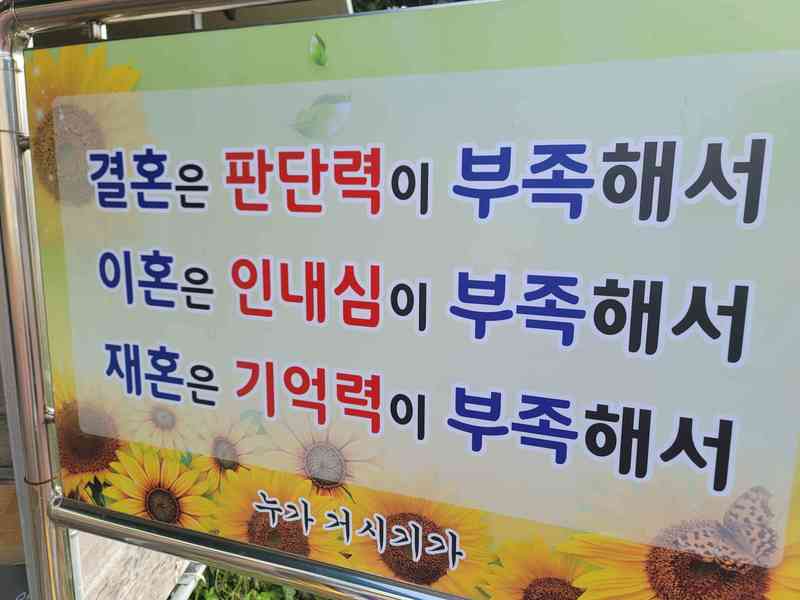 결혼은 판단력이 부족해서
이혼은 인내심이 부족해서
재혼은 기억력이 부족해서
누가 거시기가